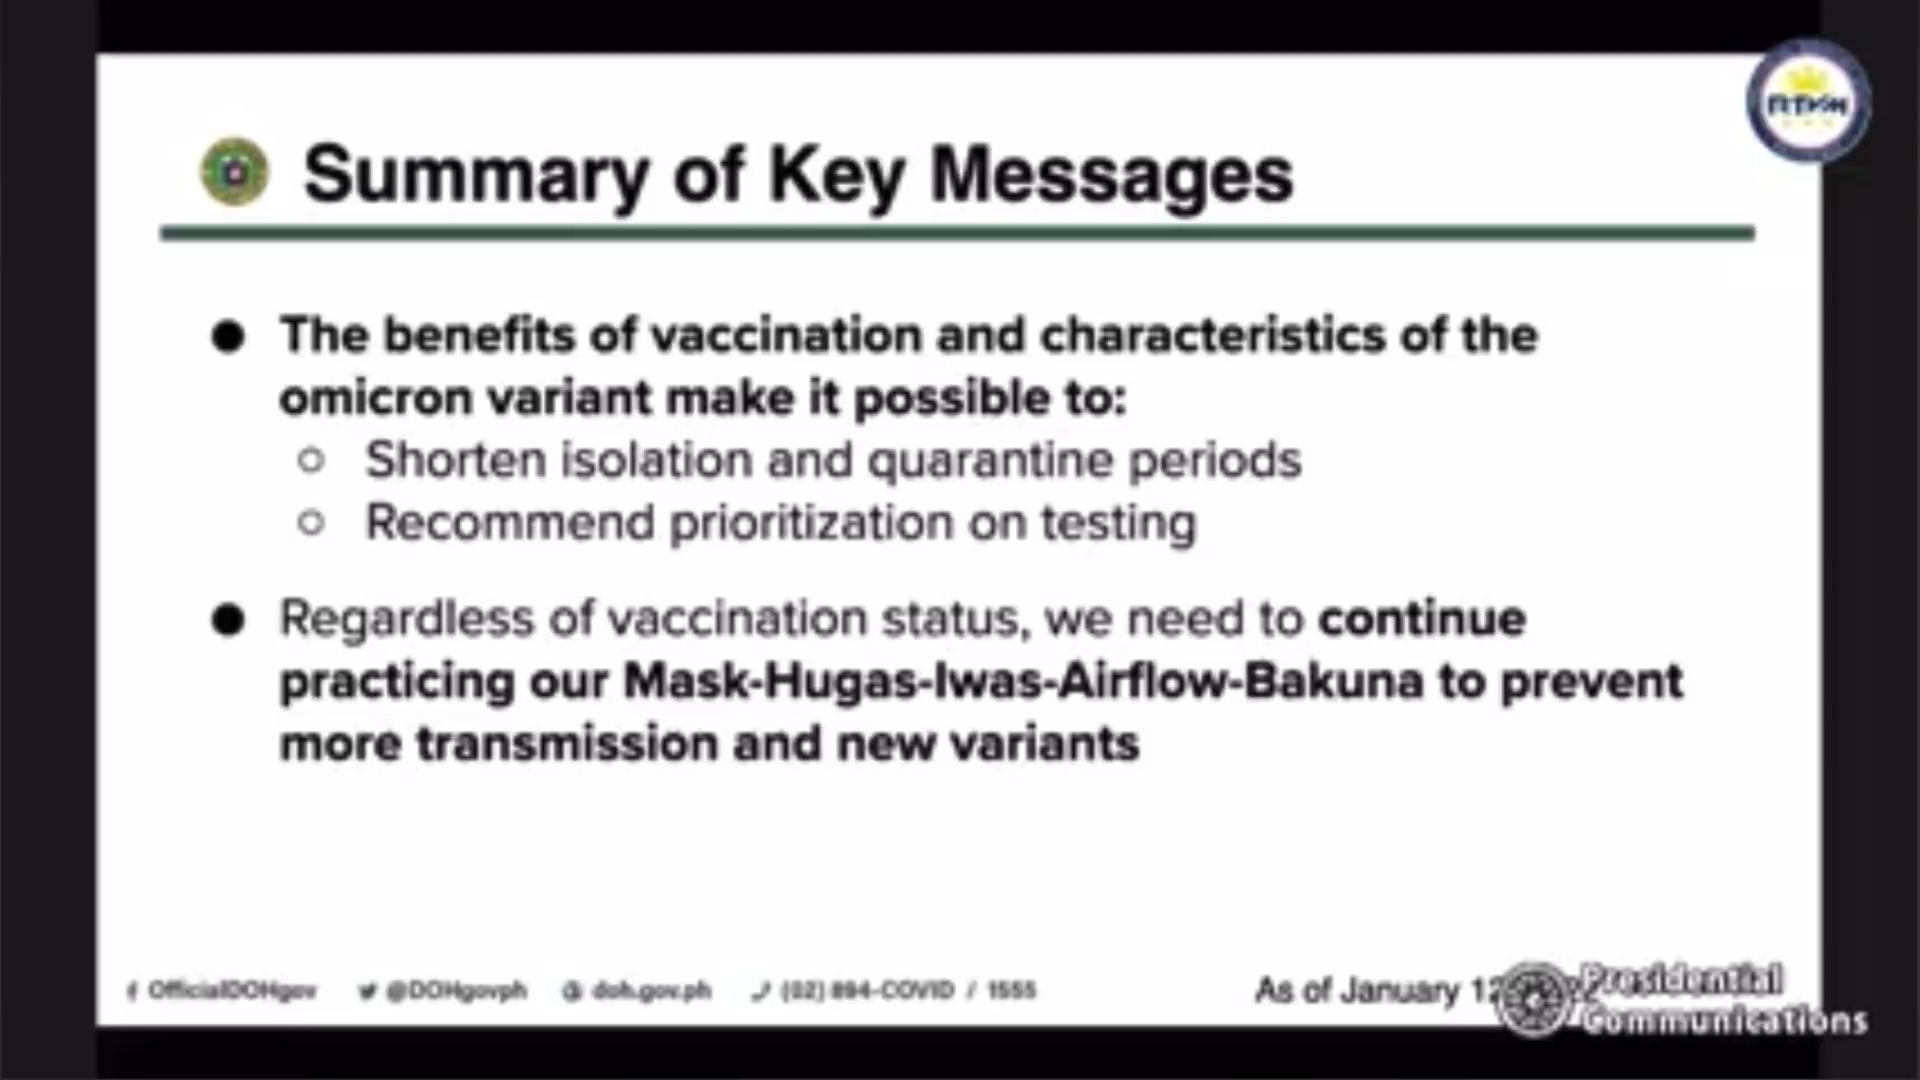 RTVM
Summary of Key Messages
● The benefits of vaccination and characteristics of the
omicron variant make it possible to:
○ Shorten isolation and quarantine periods
○ Recommend prioritization on testing
● Regardless of vaccination status, we need to continue
practicing our Mask-Hugas-Iwas-Airflow-Bakuna to prevent
more transmission and new variants
OfficialDOHgov @DOHgovph doh.gov.ph (02) 894-COVID / 1555
As of January 12
Presidential
Communications